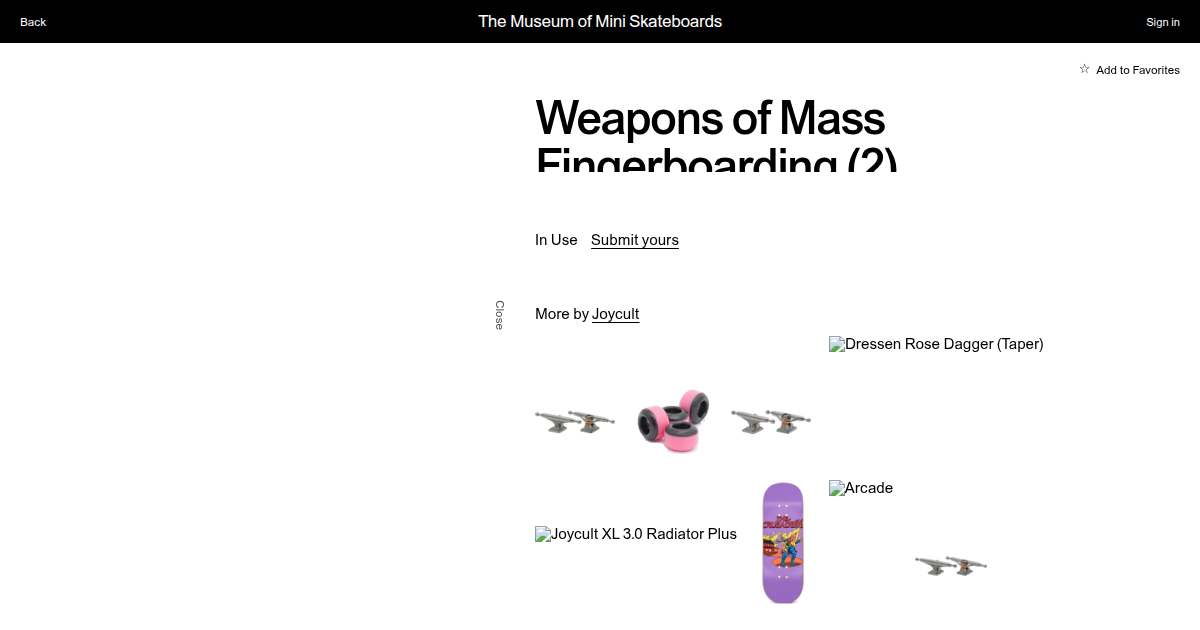 Back
The Museum of Mini Skateboards
Sign in
☆ Add to Favorites
Weapons of Mass
Fingerboarding (2)
In Use Submit yours
Close
More by Joycult
Dressen Rose Dagger (Taper)
Arcade
Joycult XL 3.0 Radiator Plus